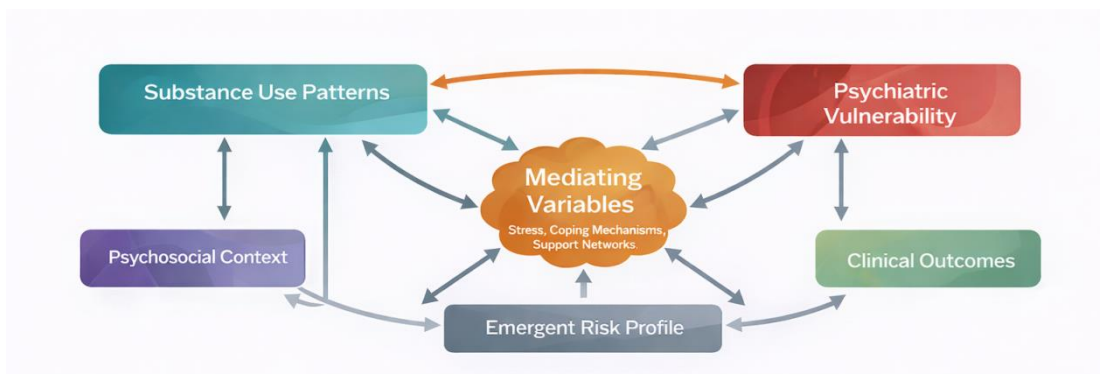 Substance Use Patterns
Psychiatric
Vulnerability
Mediating
Variables
Stress, Coping Mechanisms,
Support Networks
Psychosocial Context
Clinical Outcomes
Emergent Risk Profile